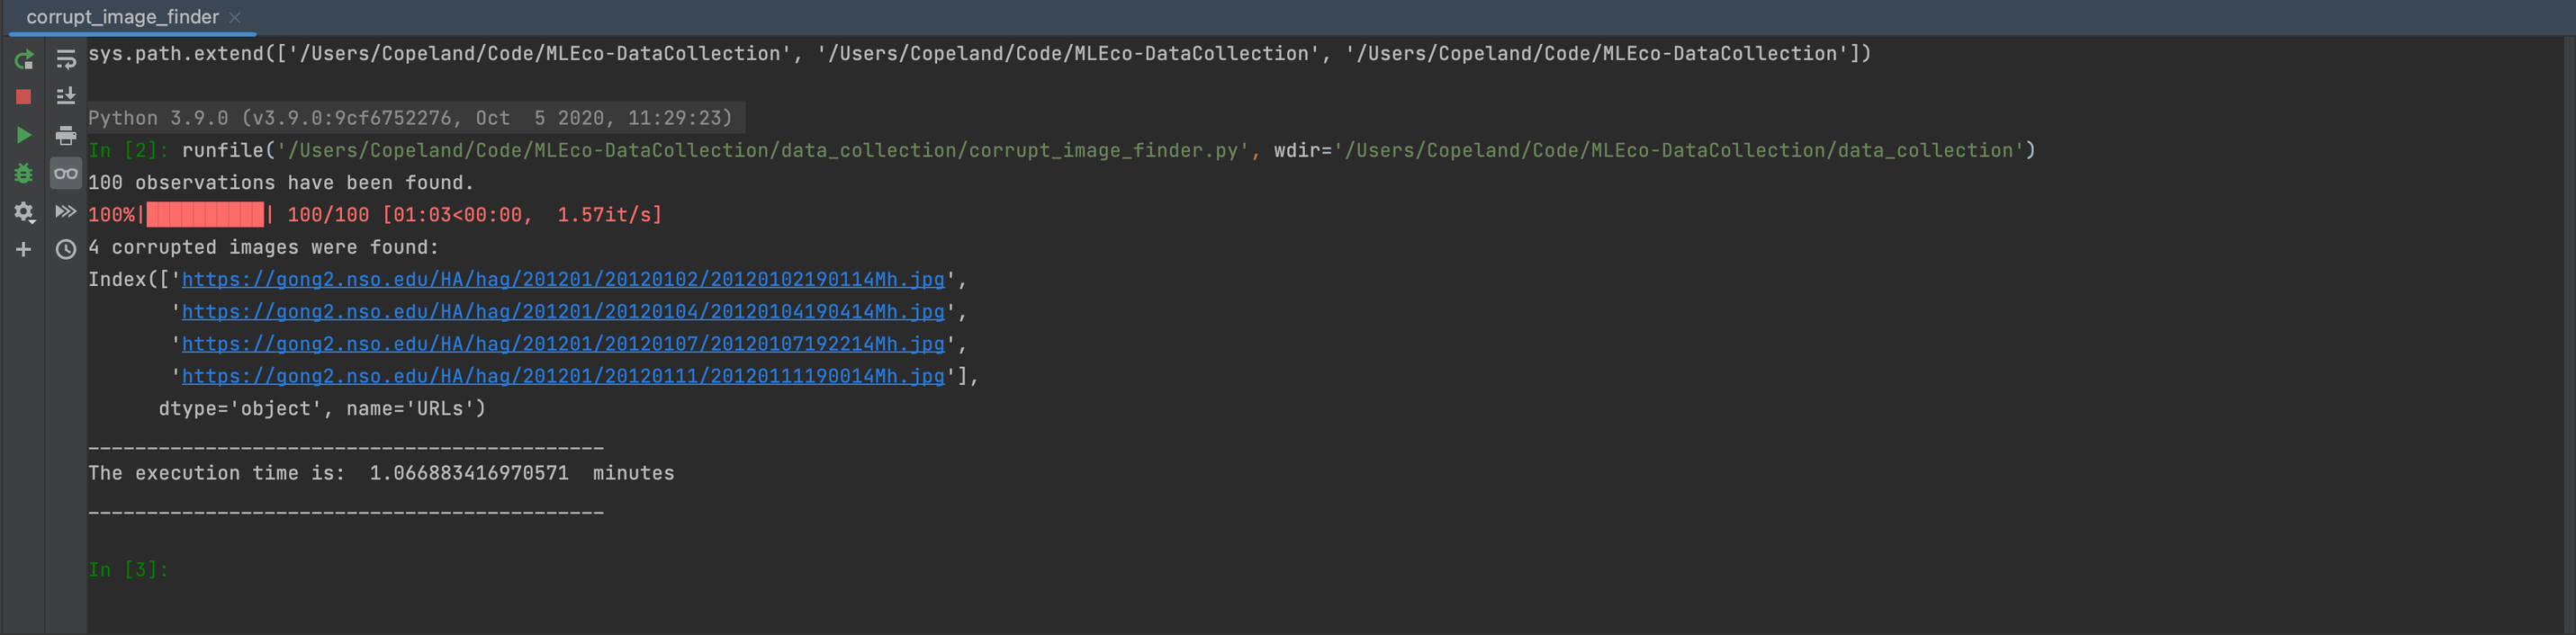 corrupt_image_finder ×
sys.path.extend(['/Users/Copeland/Code/MLEco-DataCollection', '/Users/Copeland/Code/MLEco-DataCollection', '/Users/Copeland/Code/MLEco-DataCollection'])
Python 3.9.0 (v3.9.0:9cf6752276, Oct  5 2020, 11:29:23)
In [2]: runfile('/Users/Copeland/Code/MLEco-DataCollection/data_collection/corrupt_image_finder.py', wdir='/Users/Copeland/Code/MLEco-DataCollection/data_collection')
100 observations have been found.
100%|██████████| 100/100 [01:03<00:00,  1.57it/s]
4 corrupted images were found:
Index(['https://gong2.nso.edu/HA/hag/201201/20120102/20120102190114Mh.jpg',
'https://gong2.nso.edu/HA/hag/201201/20120104/20120104190414Mh.jpg',
'https://gong2.nso.edu/HA/hag/201201/20120107/20120107192214Mh.jpg',
'https://gong2.nso.edu/HA/hag/201201/20120111/20120111190014Mh.jpg'],
dtype='object', name='URLs')
____________________________________________
The execution time is:  1.066883416970571  minutes
____________________________________________
In [3]: